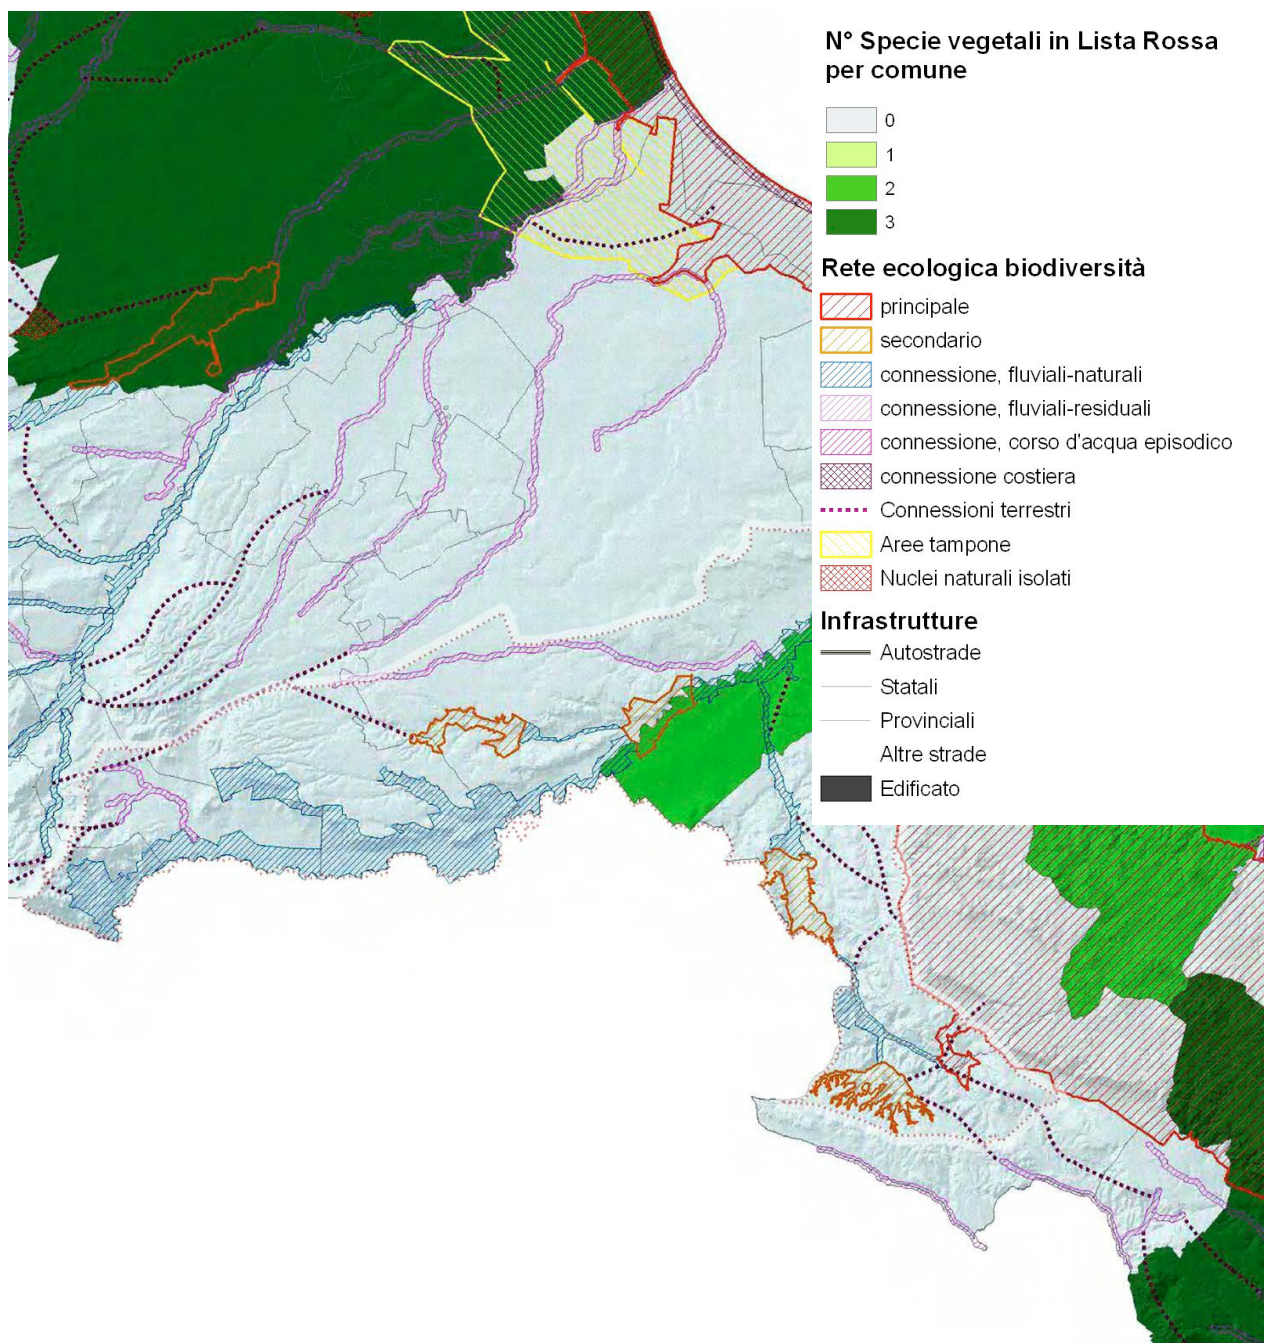 N° Specie vegetali in Lista Rossa
per comune
0
1
2
3
Rete ecologica biodiversità
principale
secondario
connessione, fluviali-naturali
connessione, fluviali-residuali
connessione, corso d'acqua episodico
connessione costiera
Connessioni terrestri
Aree tampone
Nuclei naturali isolati
Infrastrutture
Autostrade
Statali
Provinciali
Altre strade
Edificato